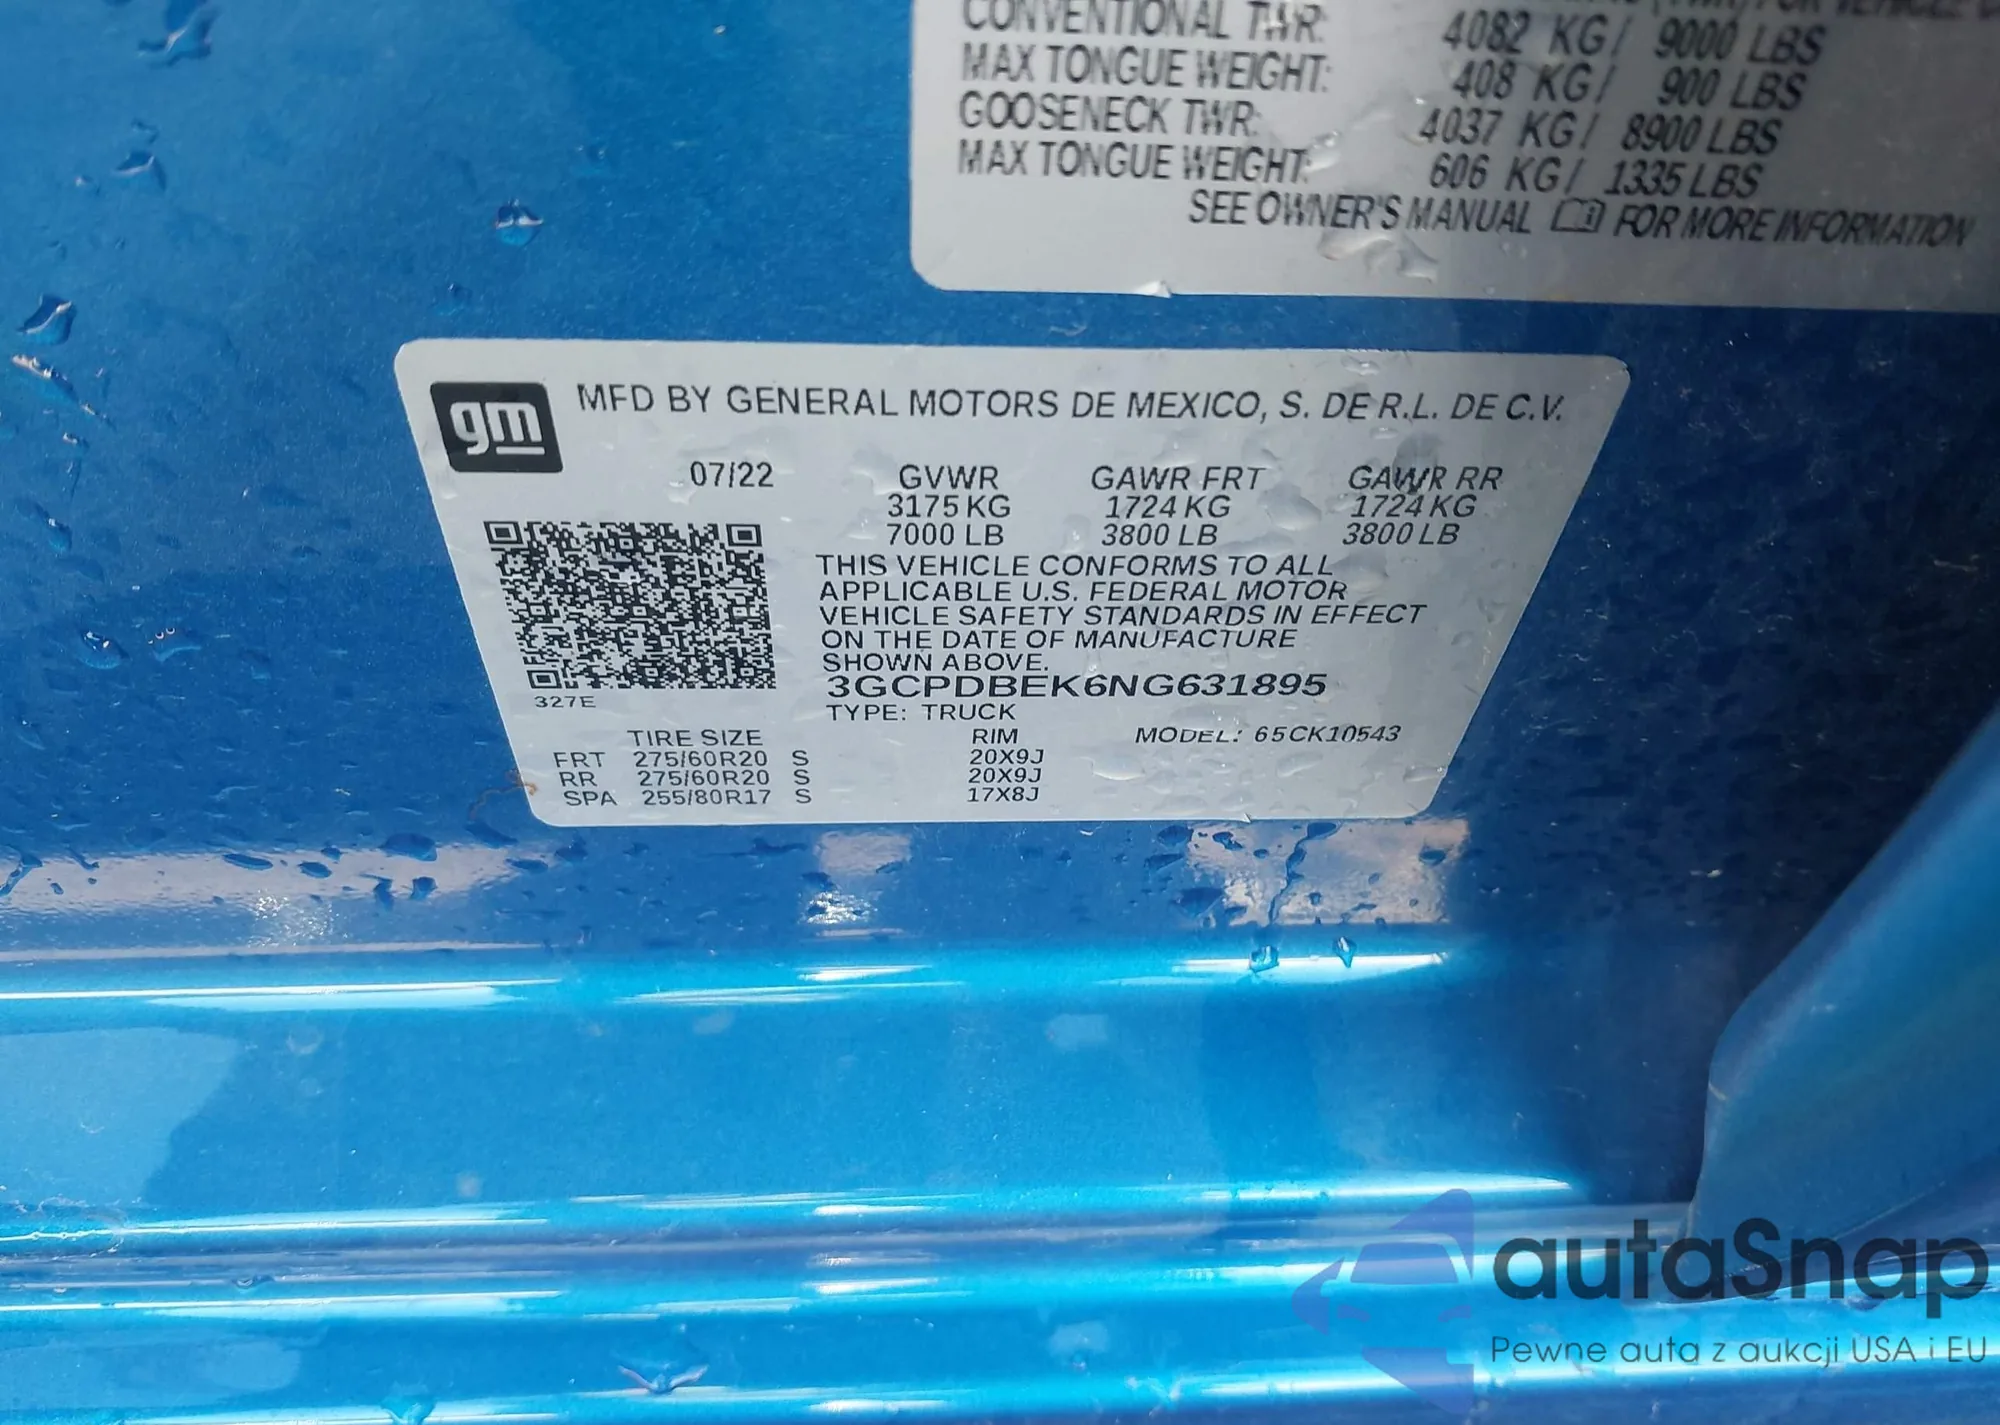 CONVENTIONAL TWR: 4082 KG/ 9000 LBS
MAX TONGUE WEIGHT: 408 KG/ 900 LBS
GOOSENECK TWR: 4037 KG/ 8900 LBS
MAX TONGUE WEIGHT: 606 KG/ 1335 LBS
SEE OWNER'S MANUAL FOR MORE INFORMATION
gm MFD BY GENERAL MOTORS DE MEXICO, S. DE R.L. DE C.V.
07/22 GVWR GAWR FRT GAWR RR
3175 KG 1724 KG 1724 KG
7000 LB 3800 LB 3800 LB
THIS VEHICLE CONFORMS TO ALL
APPLICABLE U.S. FEDERAL MOTOR
VEHICLE SAFETY STANDARDS IN EFFECT
ON THE DATE OF MANUFACTURE
SHOWN ABOVE.
3GCPDBEK6NG631895
327E
TYPE: TRUCK
TIRE SIZE RIM MODEL: 65CK10543
FRT 275/60R20 S 20X9J
RR 275/60R20 S 20X9J
SPA 255/80R17 S 17X8J
autaSnap
Pewne auta z aukcji USA i EU